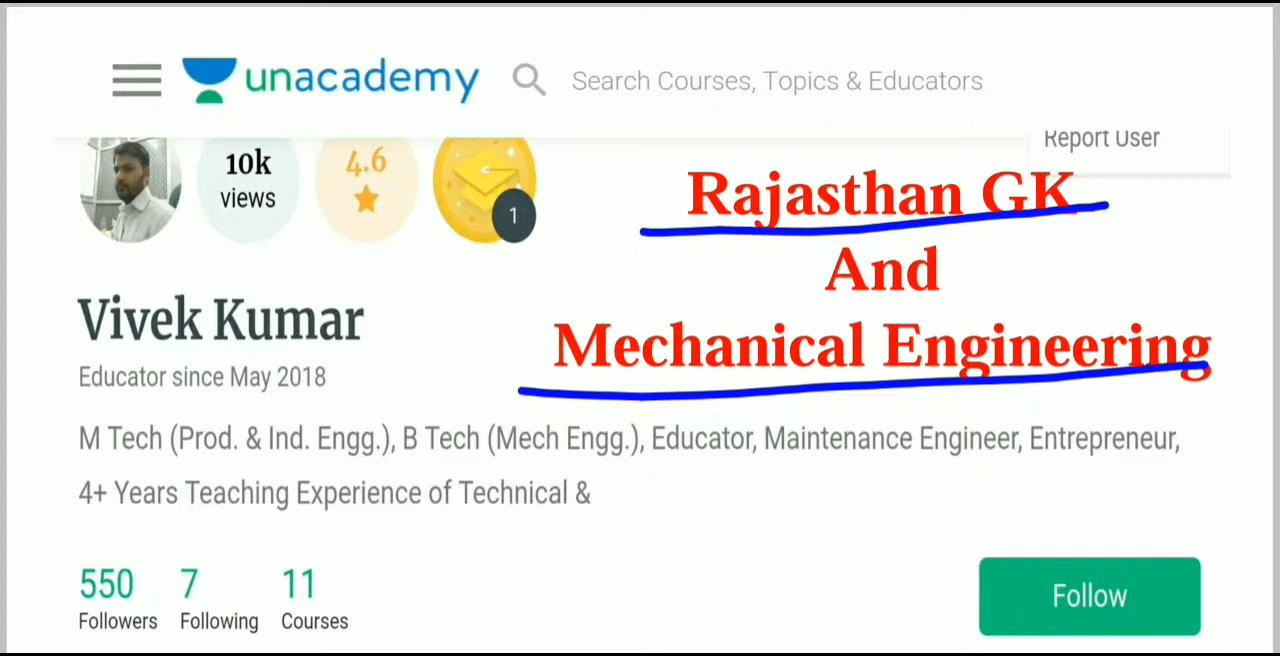 unacademy
Search Courses, Topics & Educators
Report User
10k
views
4.6
1
Rajasthan GK
And
Mechanical Engineering
Vivek Kumar
Educator since May 2018
M Tech (Prod. & Ind. Engg.), B Tech (Mech Engg.), Educator, Maintenance Engineer, Entrepreneur,
4+ Years Teaching Experience of Technical &
550 7 11
Followers Following Courses
Follow